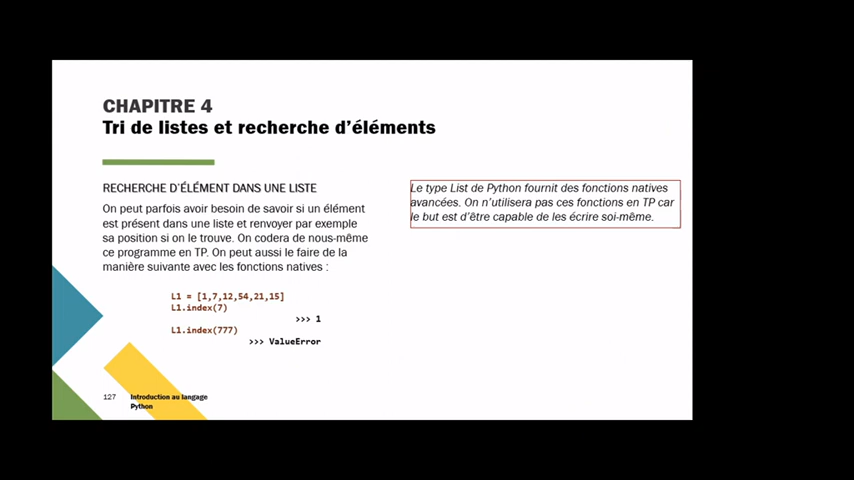 CHAPITRE 4
Tri de listes et recherche d'éléments
RECHERCHE D'ÉLÉMENT DANS UNE LISTE
On peut parfois avoir besoin de savoir si un élément
est présent dans une liste et renvoyer par exemple
sa position si on le trouve. On codera de nous-même
ce programme en TP. On peut aussi le faire de la
manière suivante avec les fonctions natives :
L1 = [1,7,12,54,21,15]
L1.index(7)
>>> 1
L1.index(777)
>>> ValueError
Le type List de Python fournit des fonctions natives
avancées. On n'utilisera pas ces fonctions en TP car
le but est d'être capable de les écrire soi-même.
127
Introduction au langage
Python